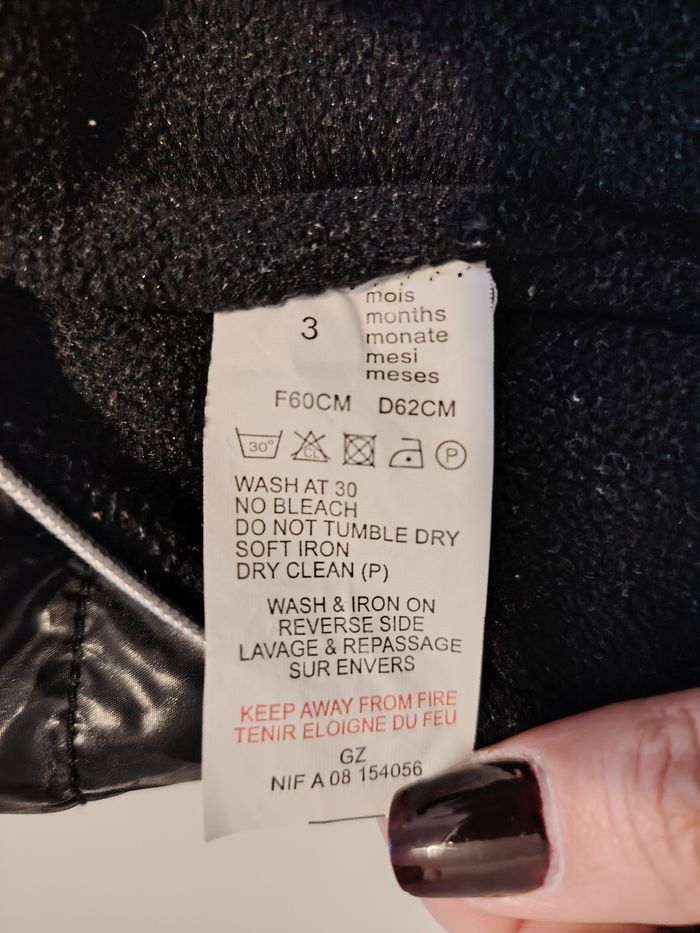 3
mois
months
monate
mesi
meses
F60CM D62CM
30° CL P
WASH AT 30
NO BLEACH
DO NOT TUMBLE DRY
SOFT IRON
DRY CLEAN (P)
WASH & IRON ON
REVERSE SIDE
LAVAGE & REPASSAGE
SUR ENVERS
KEEP AWAY FROM FIRE
TENIR ELOIGNE DU FEU
GZ
NIF A 08 154056